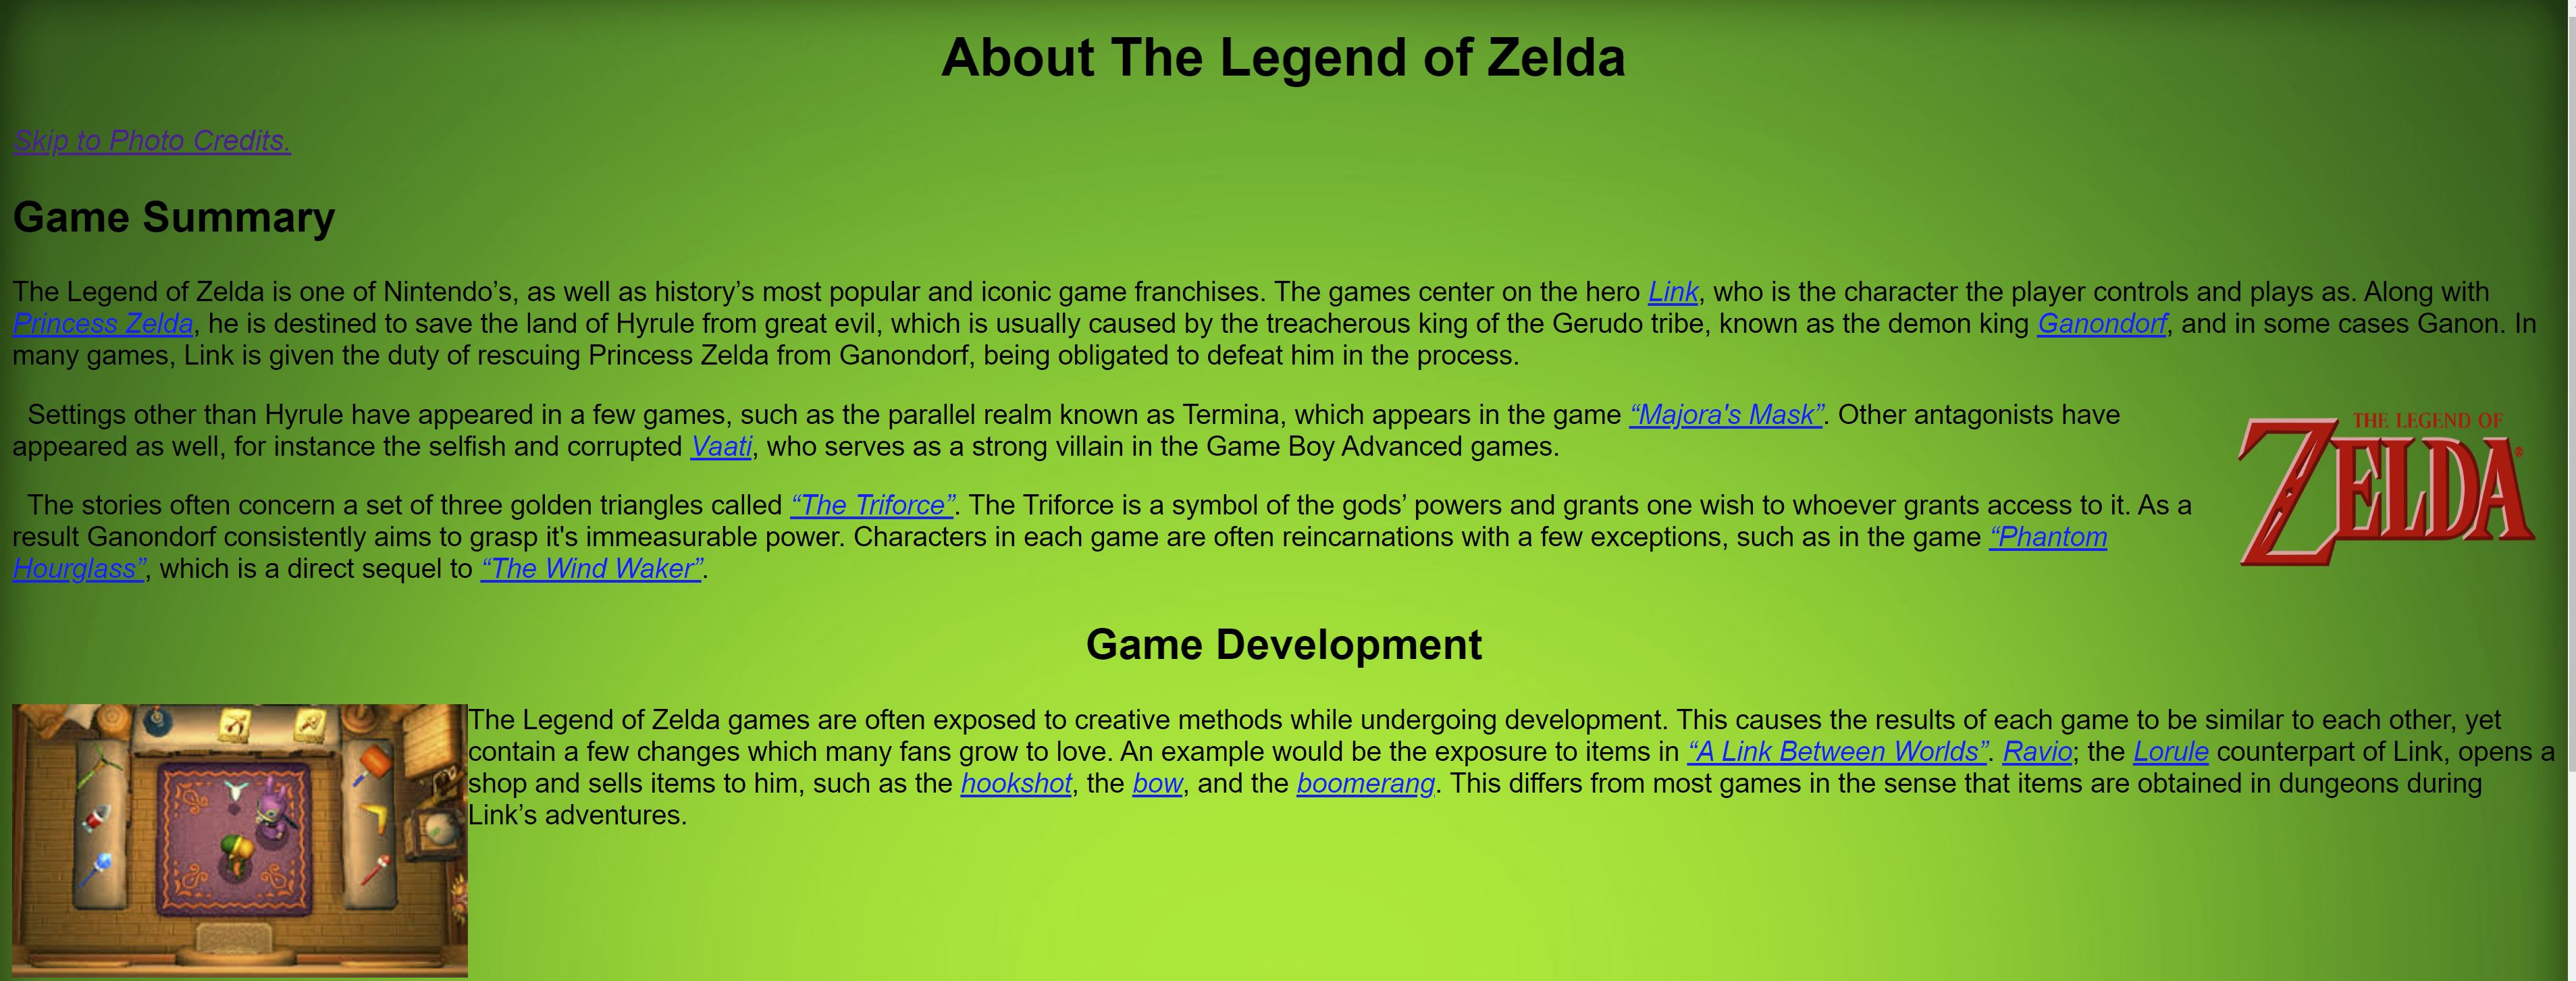 About The Legend of Zelda
Skip to Photo Credits.
Game Summary
The Legend of Zelda is one of Nintendo’s, as well as history’s most popular and iconic game franchises. The games center on the hero Link, who is the character the player controls and plays as. Along with
Princess Zelda, he is destined to save the land of Hyrule from great evil, which is usually caused by the treacherous king of the Gerudo tribe, known as the demon king Ganondorf, and in some cases Ganon. In
many games, Link is given the duty of rescuing Princess Zelda from Ganondorf, being obligated to defeat him in the process.
Settings other than Hyrule have appeared in a few games, such as the parallel realm known as Termina, which appears in the game “Majora's Mask”. Other antagonists have
appeared as well, for instance the selfish and corrupted Vaati, who serves as a strong villain in the Game Boy Advanced games.
The stories often concern a set of three golden triangles called “The Triforce”. The Triforce is a symbol of the gods’ powers and grants one wish to whoever grants access to it. As a
result Ganondorf consistently aims to grasp it's immeasurable power. Characters in each game are often reincarnations with a few exceptions, such as in the game “Phantom
Hourglass”, which is a direct sequel to “The Wind Waker”.
THE LEGEND OF
ZELDA®
Game Development
The Legend of Zelda games are often exposed to creative methods while undergoing development. This causes the results of each game to be similar to each other, yet
contain a few changes which many fans grow to love. An example would be the exposure to items in “A Link Between Worlds”. Ravio; the Lorule counterpart of Link, opens a
shop and sells items to him, such as the hookshot, the bow, and the boomerang. This differs from most games in the sense that items are obtained in dungeons during
Link’s adventures.